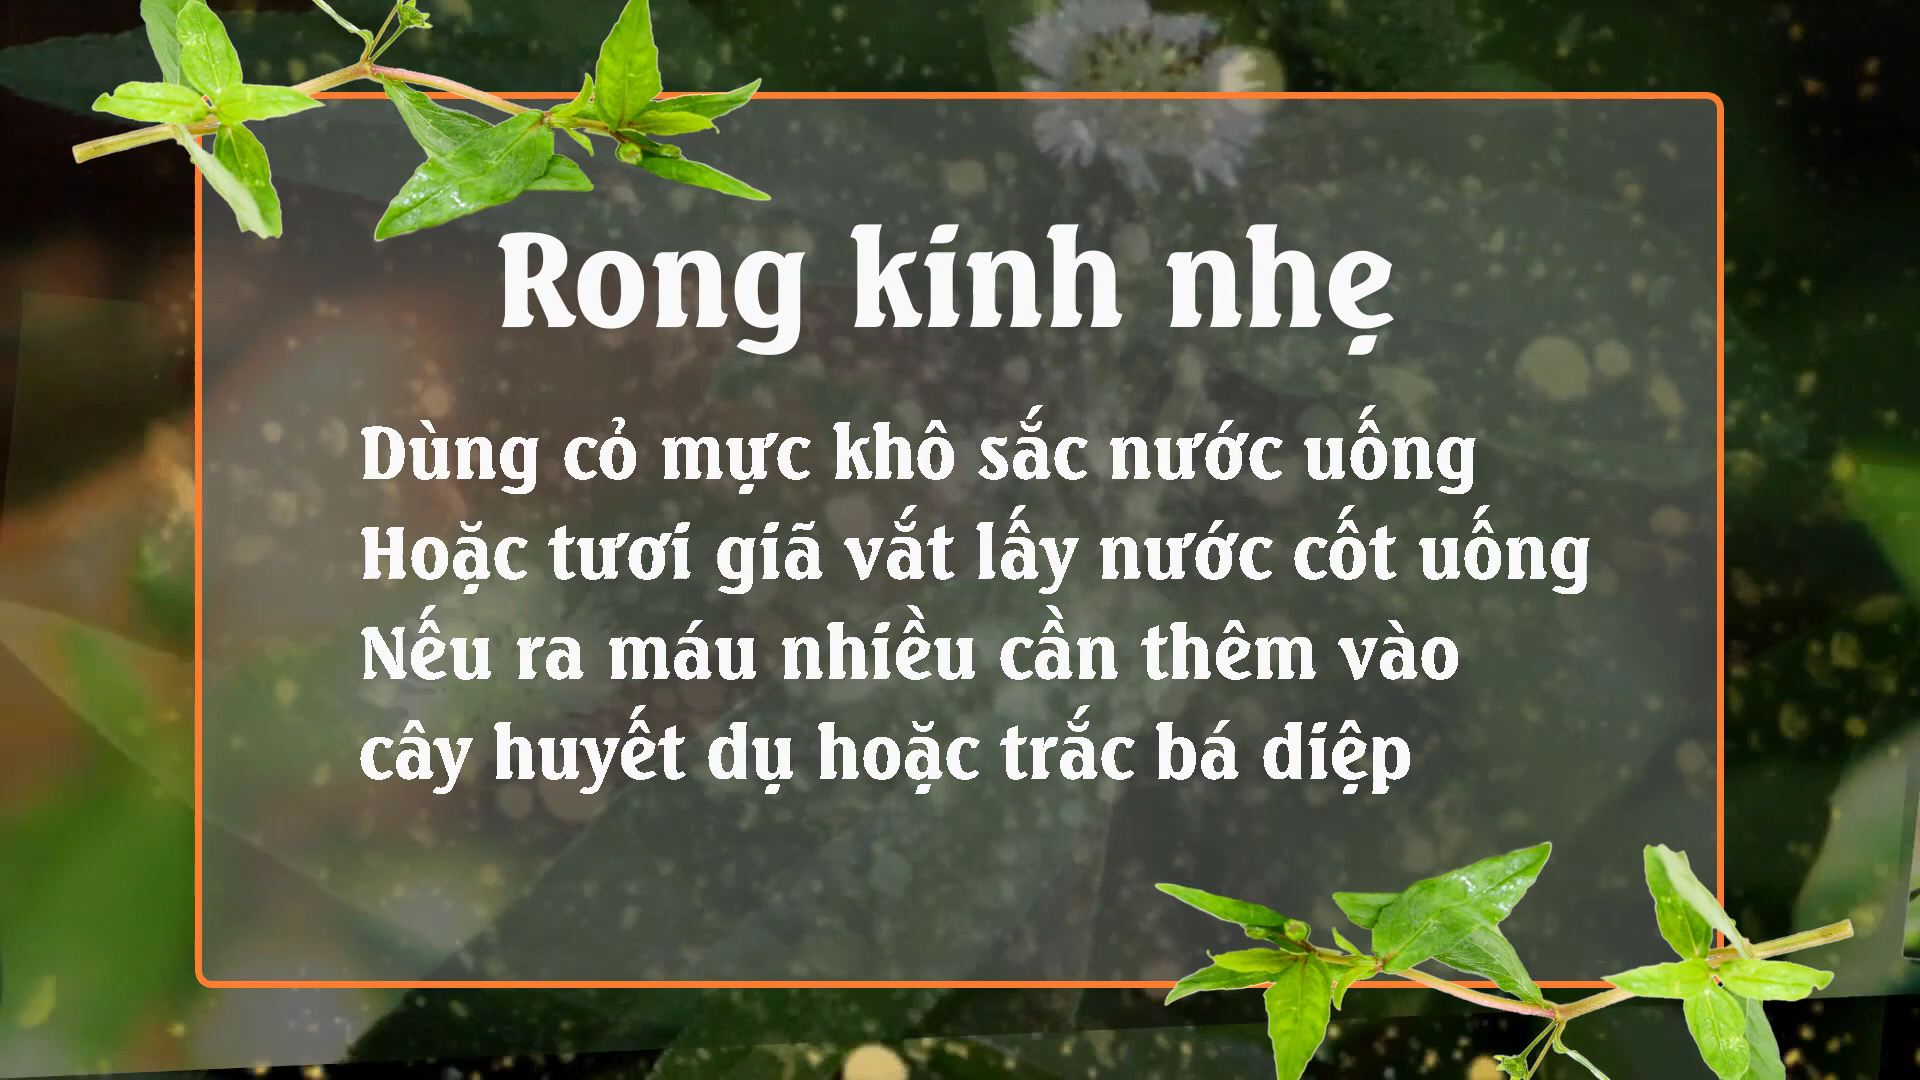 Rong kinh nhẹ
Dùng cỏ mực khô sắc nước uống
Hoặc tươi giã vắt lấy nước cốt uống
Nếu ra máu nhiều cần thêm vào
cây huyết dụ hoặc trắc bá diệp